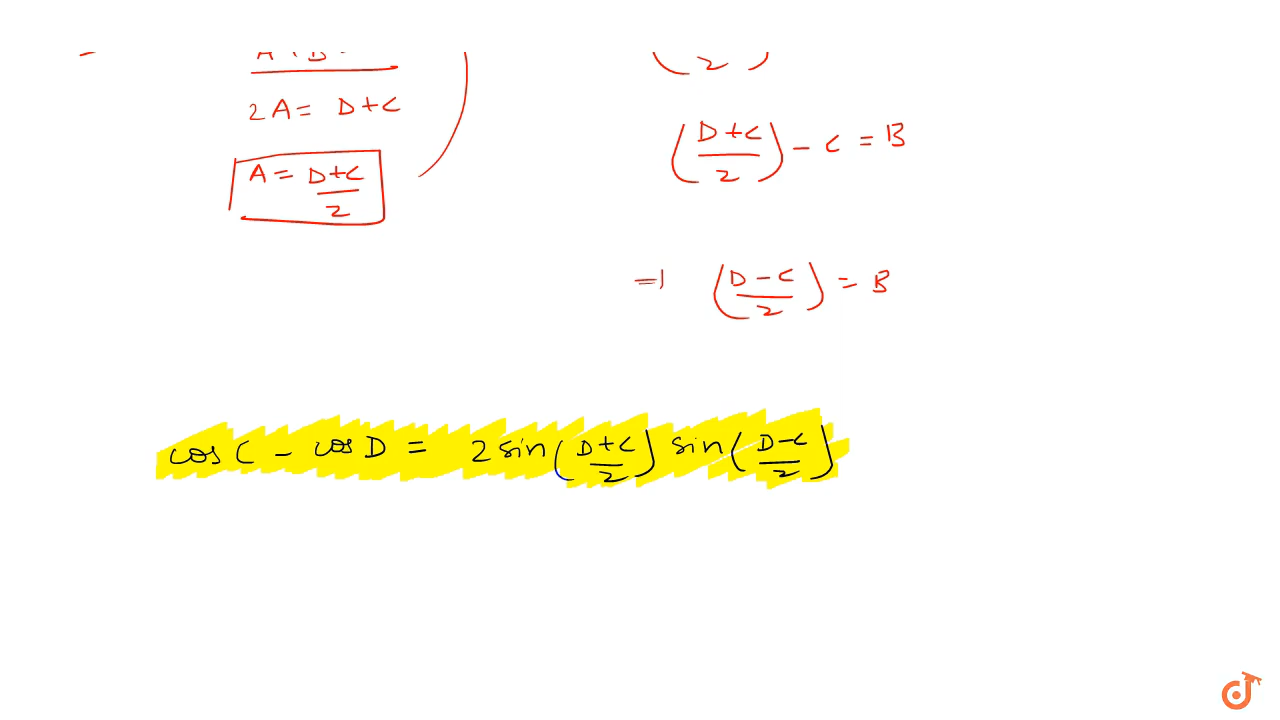 2A = D+C
A = (D+C)/2
((D+C)/2) - C = B
=> ((D-C)/2) = B
cos C - cos D = 2 sin((D+C)/2) sin((D-C)/2)